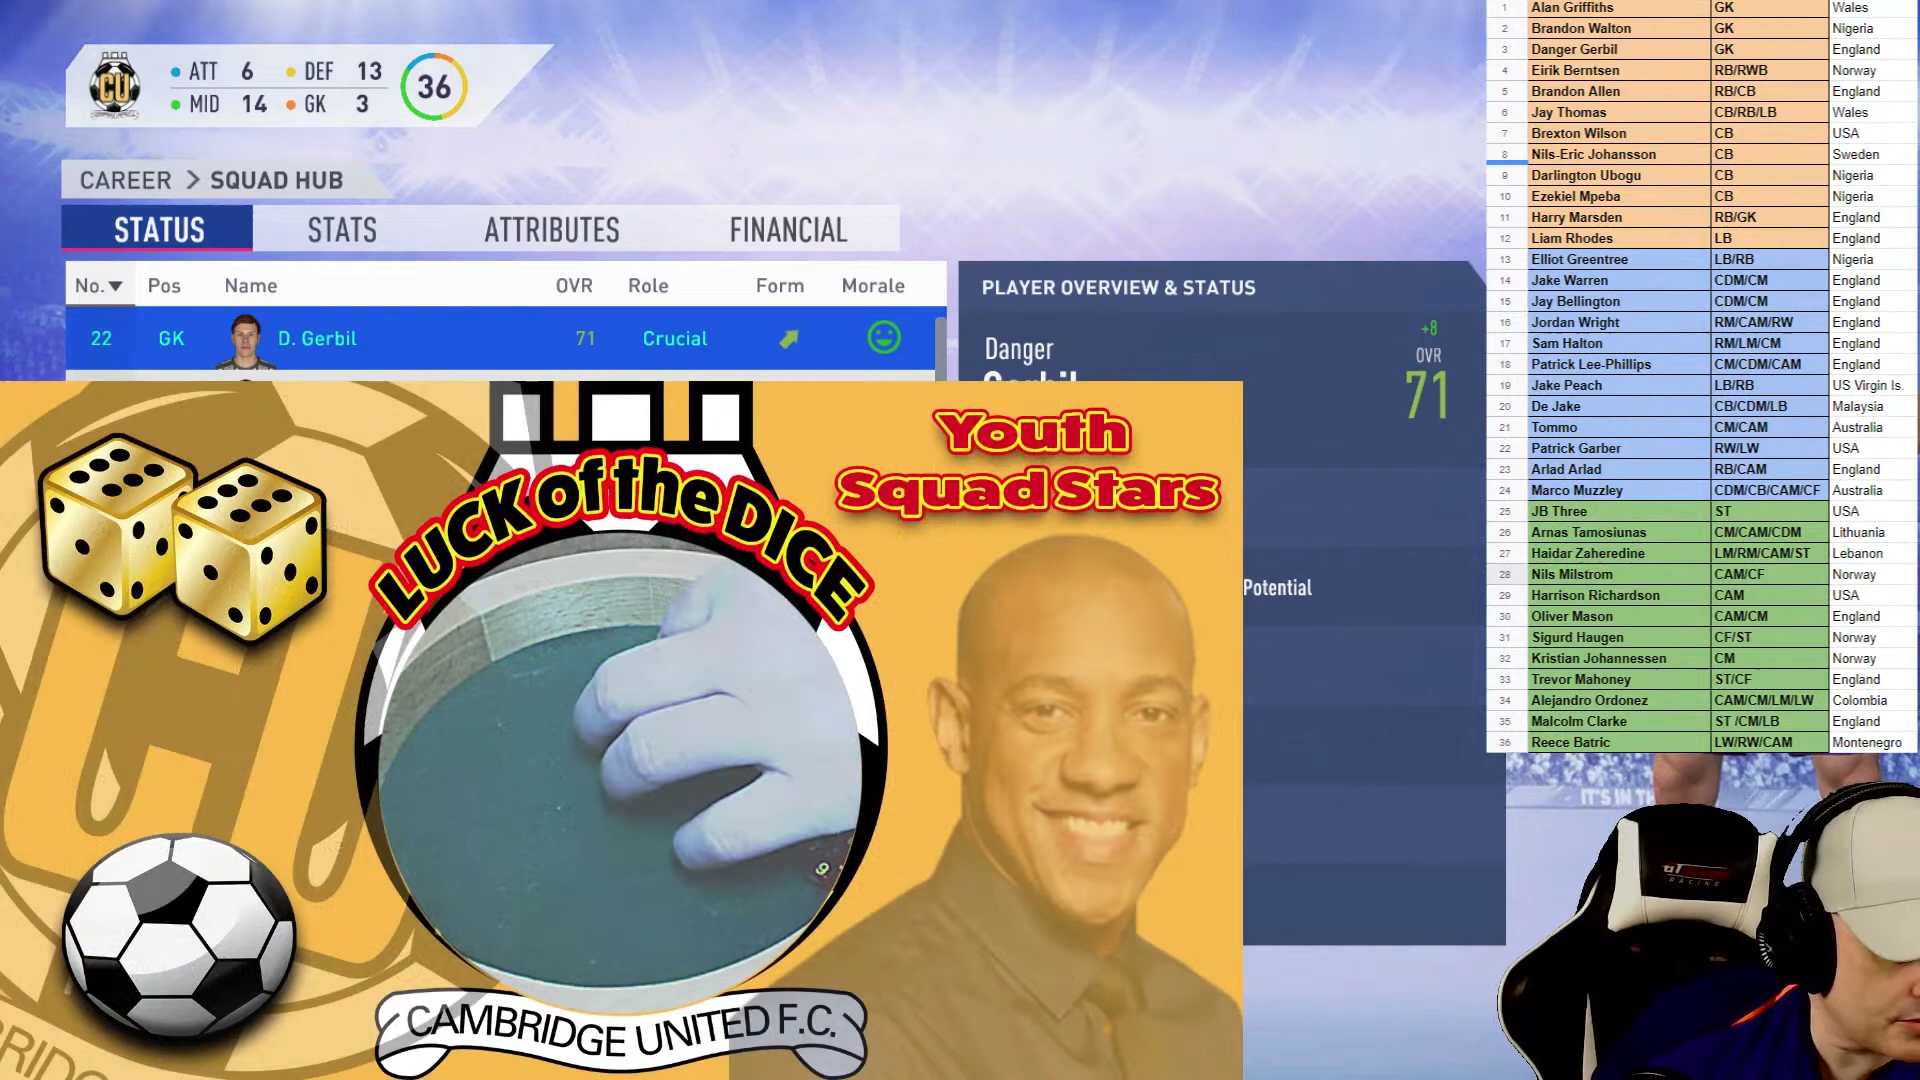 ATT 6 DEF 13
MID 14 GK 3
36
CU
CAREER > SQUAD HUB
STATUS STATS ATTRIBUTES FINANCIAL
No. Pos Name OVR Role Form Morale
22 GK D. Gerbil 71 Crucial
PLAYER OVERVIEW & STATUS
Danger
Gerbil
+8
OVR
71
Potential
LUCK of the DICE
Youth
Squad Stars
9
CAMBRIDGE UNITED F.C.
1 Alan Griffiths GK Wales
2 Brandon Walton GK Nigeria
3 Danger Gerbil GK England
4 Eirik Berntsen RB/RWB Norway
5 Brandon Allen RB/CB England
6 Jay Thomas CB/RB/LB Wales
7 Brexton Wilson CB USA
8 Nils-Eric Johansson CB Sweden
9 Darlington Ubogu CB Nigeria
10 Ezekiel Mpeba CB Nigeria
11 Harry Marsden RB/GK England
12 Liam Rhodes LB England
13 Elliot Greentree LB/RB Nigeria
14 Jake Warren CDM/CM England
15 Jay Bellington CDM/CM England
16 Jordan Wright RM/CAM/RW England
17 Sam Halton RM/LM/CM England
18 Patrick Lee-Phillips CM/CDM/CAM England
19 Jake Peach LB/RB US Virgin Is.
20 De Jake CB/CDM/LB Malaysia
21 Tommo CM/CAM Australia
22 Patrick Garber RW/LW USA
23 Arlad Arlad RB/CAM England
24 Marco Muzzley CDM/CB/CAM/CF Australia
25 JB Three ST USA
26 Arnas Tamosiunas CM/CAM/CDM Lithuania
27 Haidar Zaheredine LM/RM/CAM/ST Lebanon
28 Nils Milstrom CAM/CF Norway
29 Harrison Richardson CAM USA
30 Oliver Mason CAM/CM England
31 Sigurd Haugen CF/ST Norway
32 Kristian Johannessen CM Norway
33 Trevor Mahoney ST/CF England
34 Alejandro Ordonez CAM/CM/LM/LW Colombia
35 Malcolm Clarke ST /CM/LB England
36 Reece Batric LW/RW/CAM Montenegro
IT'S IN TH
RACING